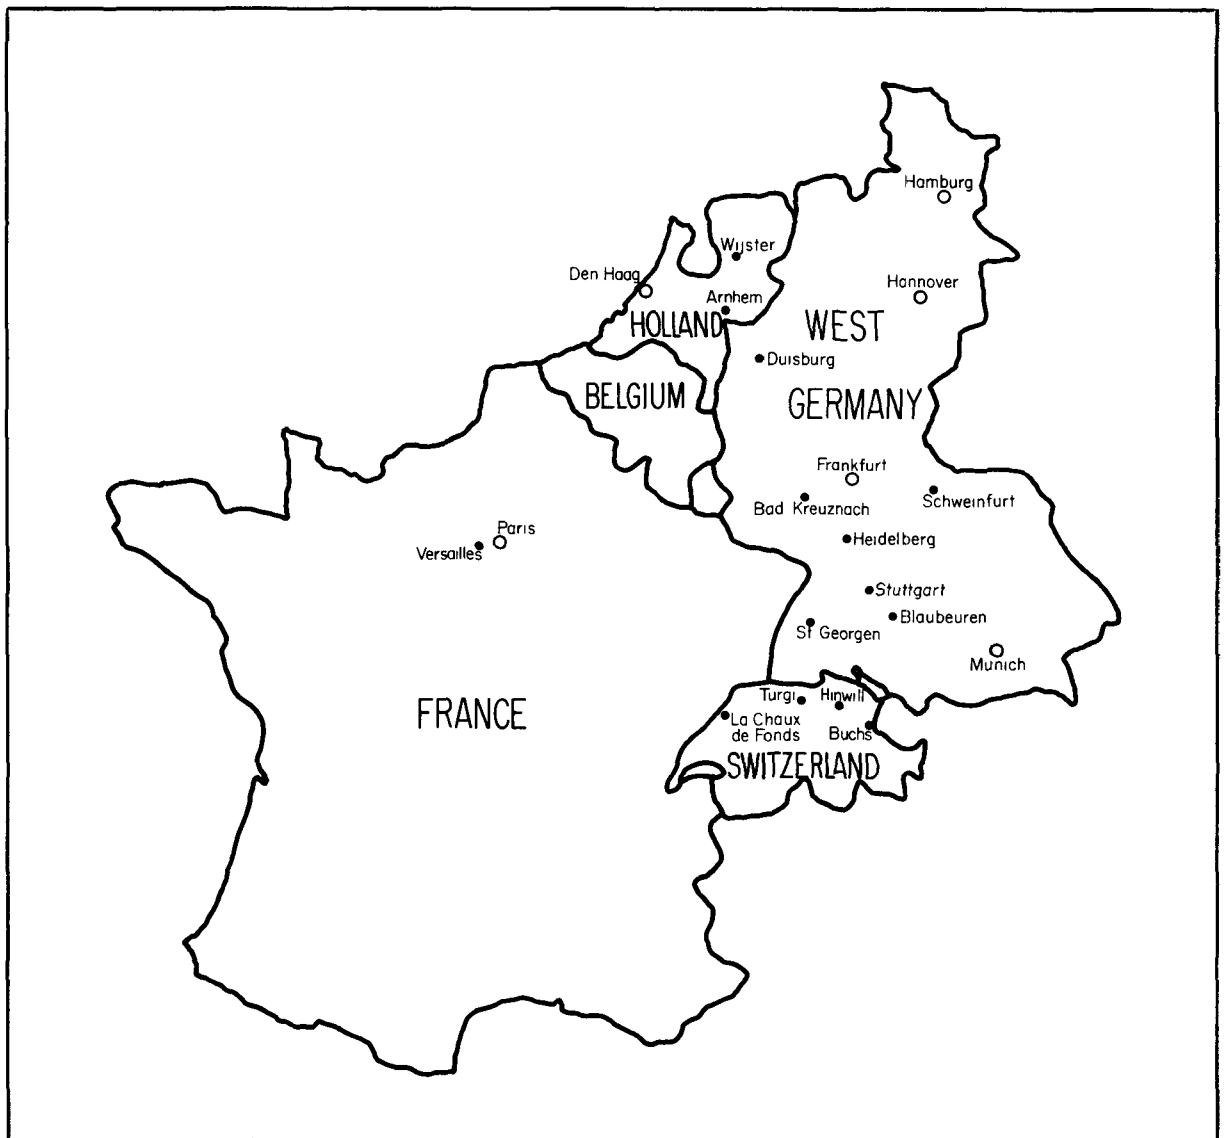 Hamburg
Wijster
Den Haag
Hannover
Arnhem
HOLLAND
WEST
Duisburg
BELGIUM
GERMANY
Frankfurt
Bad Kreuznach
Schweinfurt
Paris
Versailles
Heidelberg
Stuttgart
Blaubeuren
St Georgen
Munich
Turgi
Hinwill
FRANCE
La Chaux
de Fonds
Buchs
SWITZERLAND